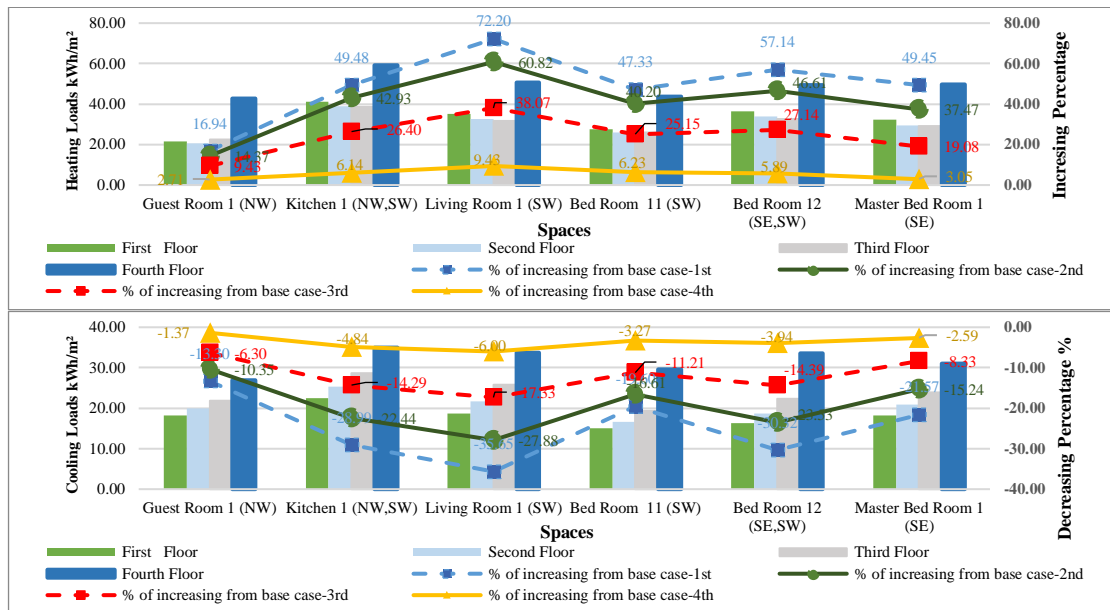 80.00
60.00
40.00
20.00
0.00
Heating Loads kWh/m²
80.00
60.00
40.00
20.00
0.00
Incresing Percentage
16.94
49.48
72.20
47.33
57.14
49.45
42.93
60.82
40.20
46.61
37.47
9.43
26.40
38.07
25.15
27.14
19.08
6.14
9.43
6.23
5.89
3.05
Guest Room 1 (NW)
Kitchen 1 (NW,SW)
Living Room 1 (SW)
Bed Room 11 (SW)
Bed Room 12
(SE,SW)
Master Bed Room 1
(SE)
Spaces
First Floor
Second Floor
Third Floor
Fourth Floor
% of increasing from base case-1st
% of increasing from base case-2nd
% of increasing from base case-3rd
% of increasing from base case-4th
40.00
30.00
20.00
10.00
0.00
Cooling Loads kWh/m²
0.00
-10.00
-20.00
-30.00
-40.00
Decreasing Percentage %
-1.37
-4.84
-6.00
-3.27
-3.94
-2.59
-6.30
-14.29
-17.53
-11.21
-14.39
-8.33
-10.35
-22.44
-27.88
-16.61
-15.24
Guest Room 1 (NW)
Kitchen 1 (NW,SW)
Living Room 1 (SW)
Bed Room 11 (SW)
Bed Room 12
(SE,SW)
Master Bed Room 1
(SE)
Spaces
First Floor
Second Floor
Third Floor
Fourth Floor
% of increasing from base case-1st
% of increasing from base case-2nd
% of increasing from base case-3rd
% of increasing from base case-4th